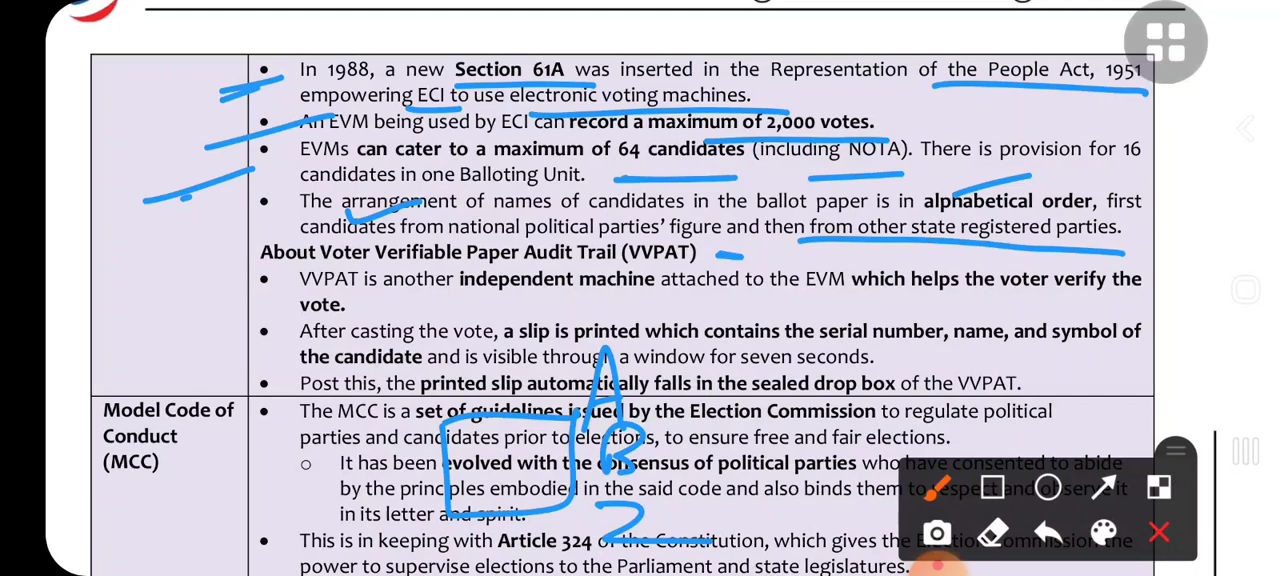 In 1988, a new Section 61A was inserted in the Representation of the People Act, 1951
empowering ECI to use electronic voting machines.
An EVM being used by ECI can record a maximum of 2,000 votes.
EVMs can cater to a maximum of 64 candidates (including NOTA). There is provision for 16
candidates in one Balloting Unit.
The arrangement of names of candidates in the ballot paper is in alphabetical order, first
candidates from national political parties' figure and then from other state registered parties.
About Voter Verifiable Paper Audit Trail (VVPAT)
VVPAT is another independent machine attached to the EVM which helps the voter verify the
vote.
After casting the vote, a slip is printed which contains the serial number, name, and symbol of
the candidate and is visible through a window for seven seconds.
Post this, the printed slip automatically falls in the sealed drop box of the VVPAT.
Model Code of
Conduct
(MCC)
The MCC is a set of guidelines issued by the Election Commission to regulate political
parties and candidates prior to elections, to ensure free and fair elections.
It has been evolved with the consensus of political parties who have consented to abide
by the principles embodied in the said code and also binds them to respect and observe it
in its letter and spirit.
This is in keeping with Article 324 of the Constitution, which gives the Election Commission the
power to supervise elections to the Parliament and state legislatures.
A
B